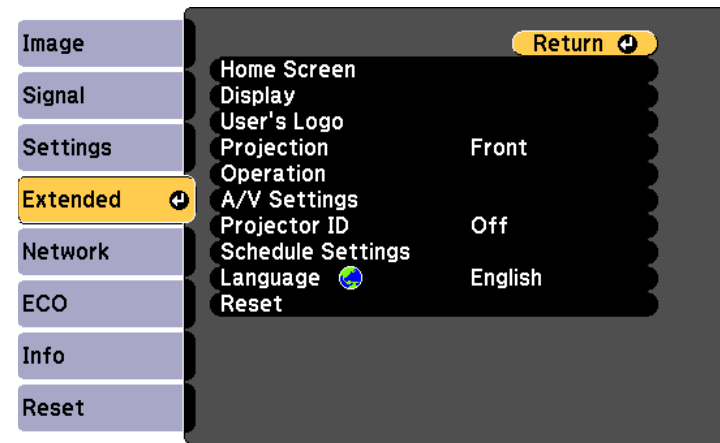 Image
Signal
Settings
Extended
Network
ECO
Info
Reset
Return
Home Screen
Display
User's Logo
Projection Front
Operation
A/V Settings
Projector ID Off
Schedule Settings
Language English
Reset